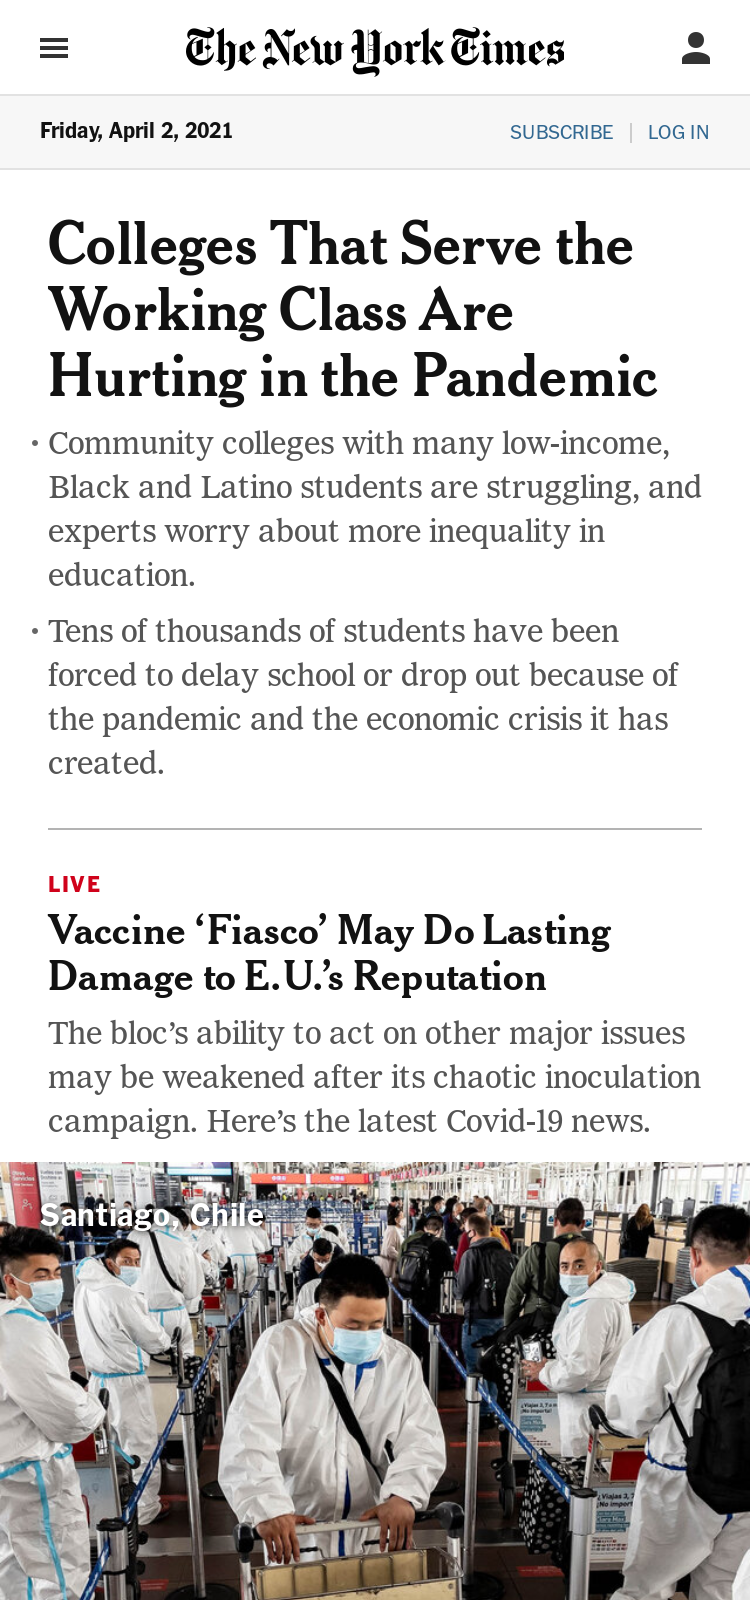 The New York Times
Friday, April 2, 2021
SUBSCRIBE | LOG IN
Colleges That Serve the
Working Class Are
Hurting in the Pandemic
• Community colleges with many low-income,
Black and Latino students are struggling, and
experts worry about more inequality in
education.
• Tens of thousands of students have been
forced to delay school or drop out because of
the pandemic and the economic crisis it has
created.
LIVE
Vaccine ‘Fiasco’ May Do Lasting
Damage to E.U.’s Reputation
The bloc’s ability to act on other major issues
may be weakened after its chaotic inoculation
campaign. Here’s the latest Covid-19 news.
Santiago, Chile